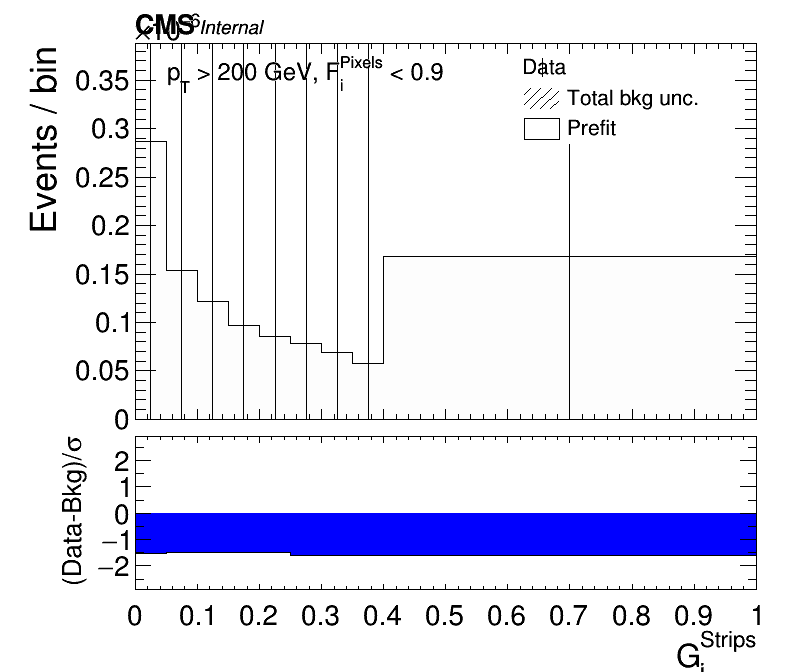 CMS Internal
×10^6
p_T > 200 GeV, F_i^Pixels < 0.9
Data
Total bkg unc.
Prefit
Events / bin
0.35
0.3
0.25
0.2
0.15
0.1
0.05
0
(Data-Bkg)/σ
2
1
0
−1
−2
0 0.1 0.2 0.3 0.4 0.5 0.6 0.7 0.8 0.9 1
G_i^Strips